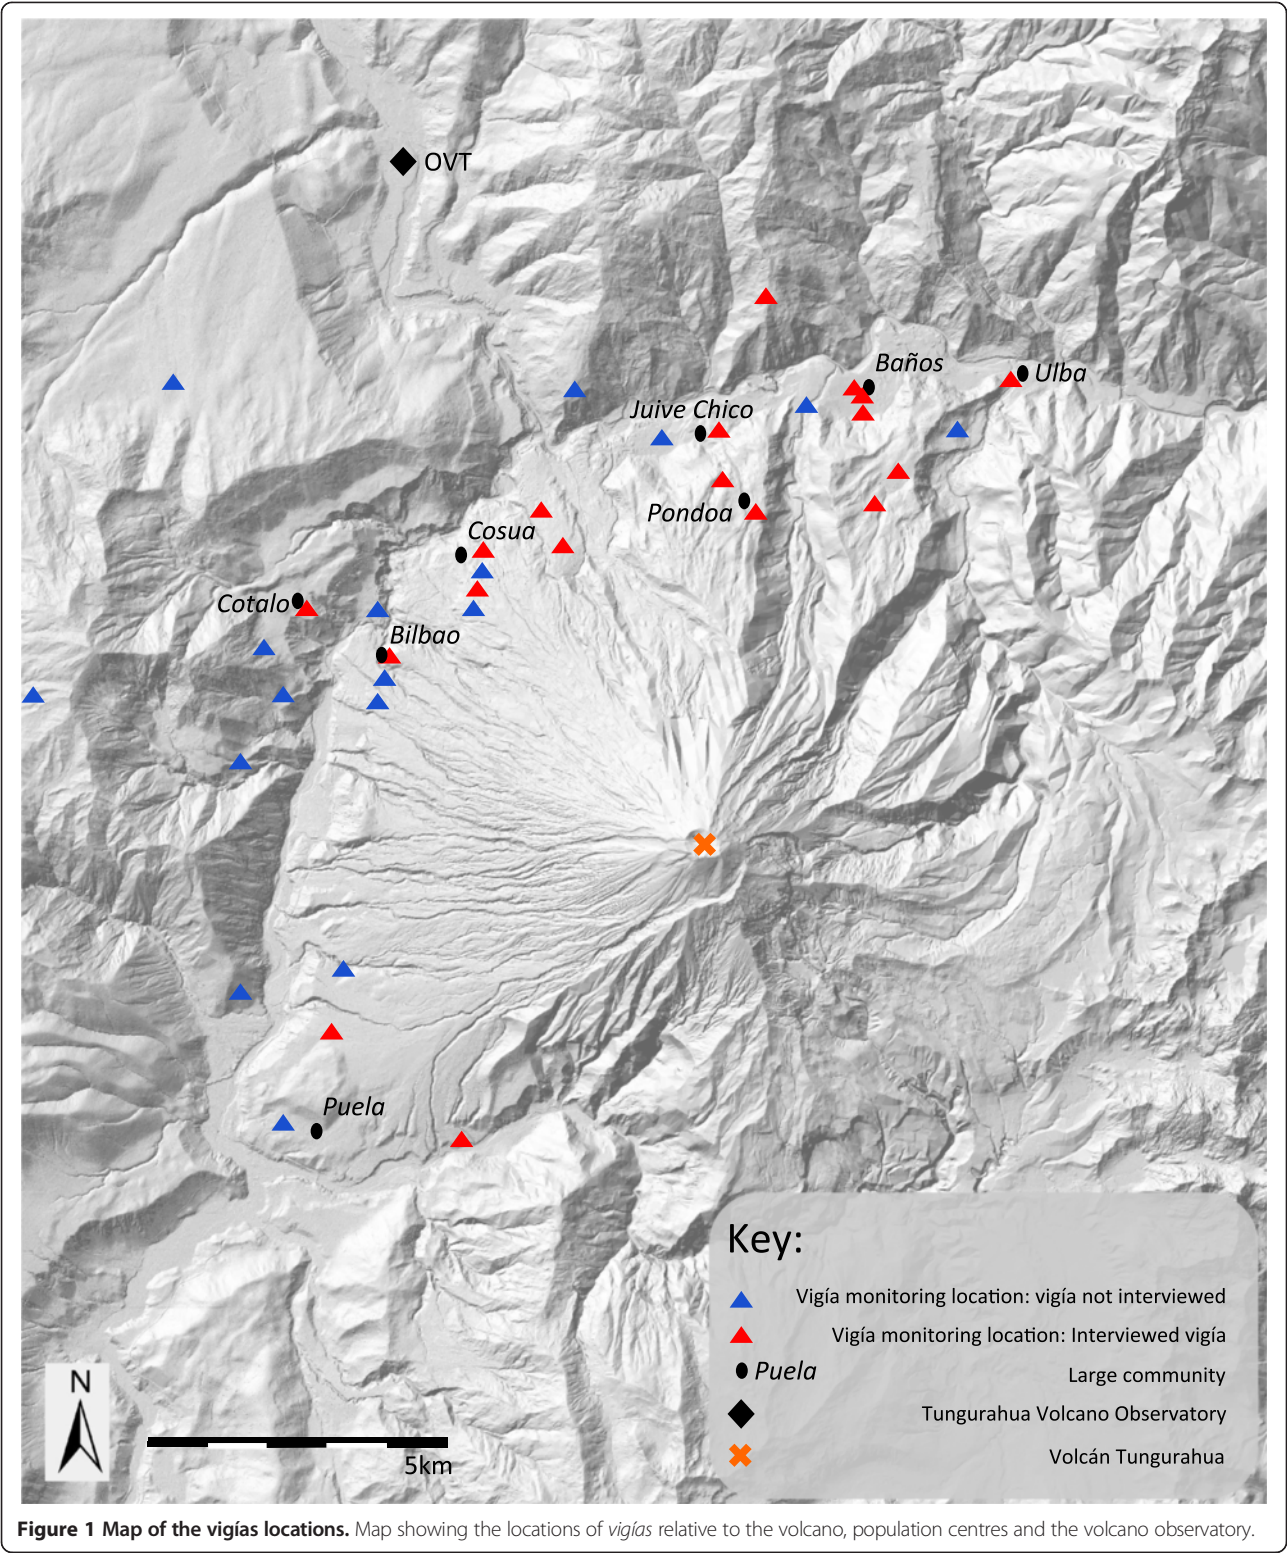 OVT
Baños
Ulba
Juive Chico
Pondoa
Cosua
Cotalo
Bilbao
Puela
Key:
Vigía monitoring location: vigía not interviewed
Vigía monitoring location: Interviewed vigía
Puela Large community
Tungurahua Volcano Observatory
Volcán Tungurahua
N
5km
Figure 1 Map of the vigías locations. Map showing the locations of vigías relative to the volcano, population centres and the volcano observatory.